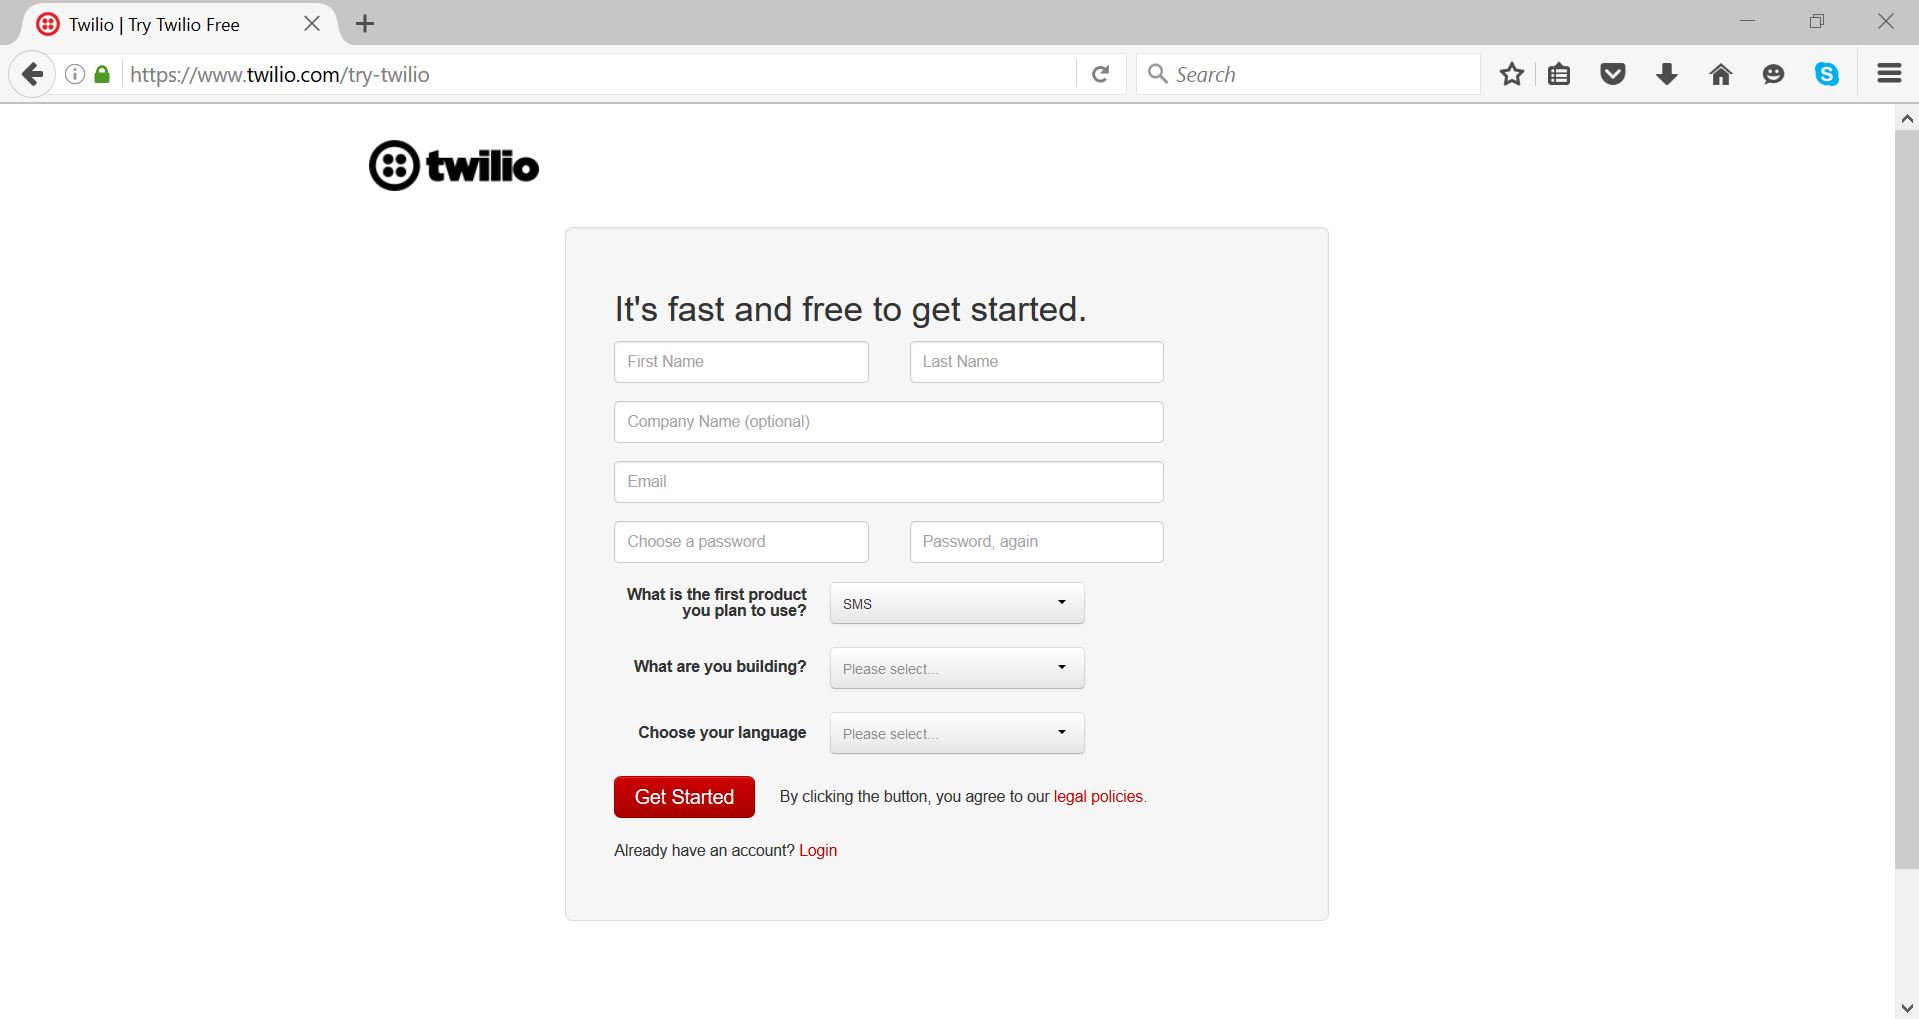 Twilio | Try Twilio Free
https://www.twilio.com/try-twilio
Search
twilio
It's fast and free to get started.
First Name
Last Name
Company Name (optional)
Email
Choose a password
Password, again
What is the first product
you plan to use?
SMS
What are you building?
Please select...
Choose your language
Please select...
Get Started
By clicking the button, you agree to our legal policies.
Already have an account? Login